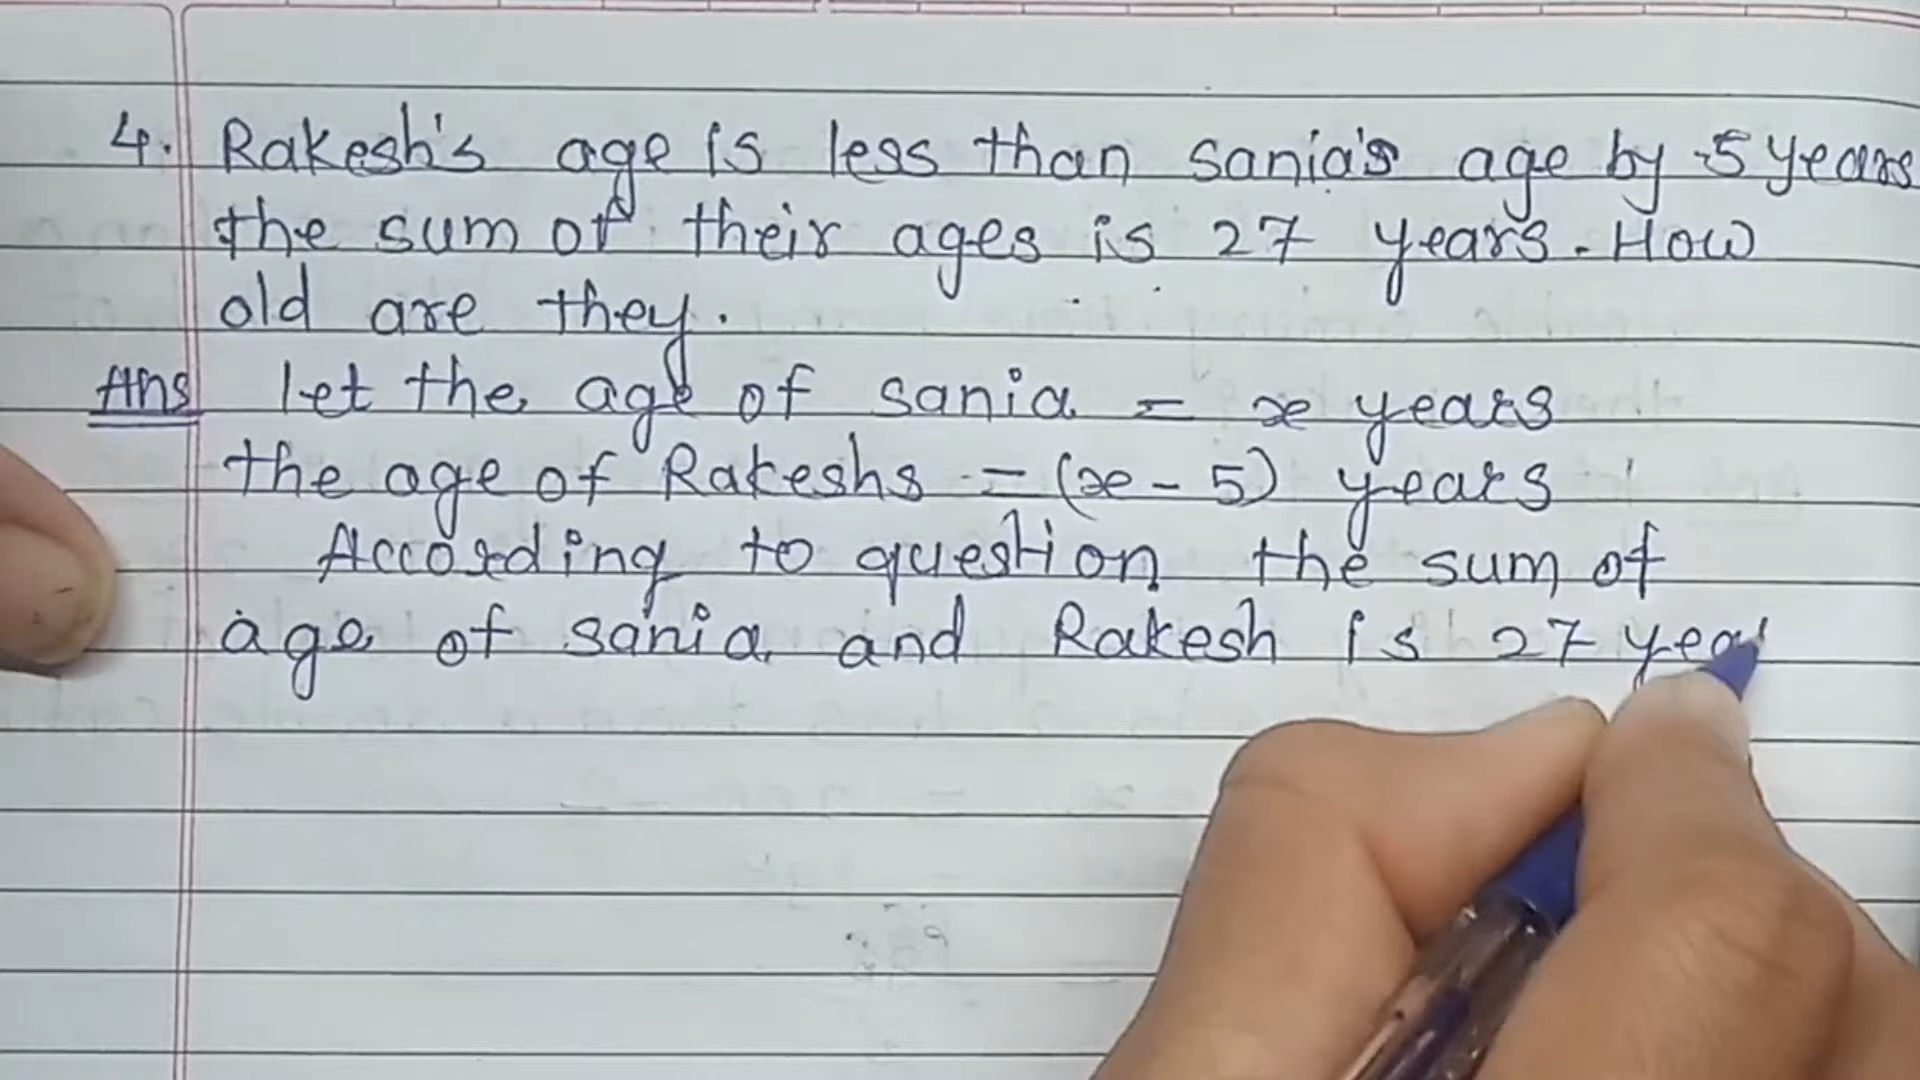 4. Rakesh's age is less than sania's age by 5 years
the sum of their ages is 27 years. How
old are they.
Ans let the age of sania = x years
the age of Rakeshs = (x - 5) years
According to question the sum of
age of sania and Rakesh is 27 year